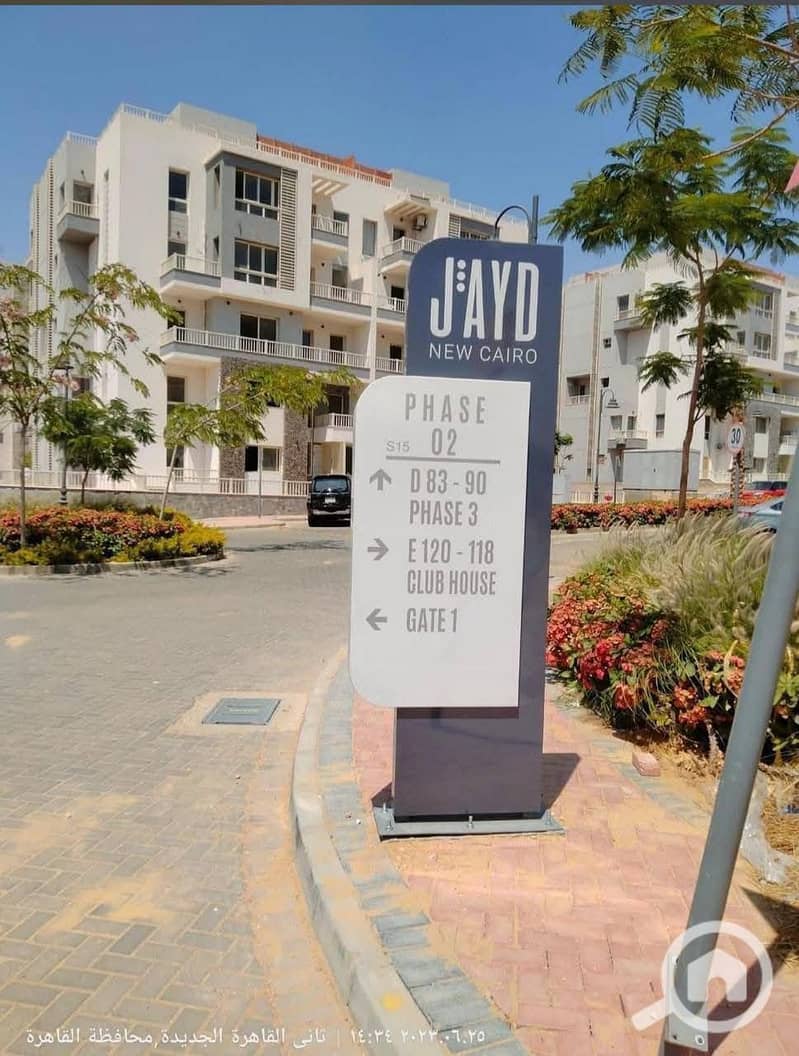 JAYD
NEW CAIRO
PHASE
S15 02
↑ D 83 - 90
PHASE 3
→ E 120 - 118
CLUB HOUSE
← GATE 1
30
ثانى القاهرة الجديدة,محافظة القاهرة | ١٤:٣٤ ٢٠٢٣.٠٦.٢٥